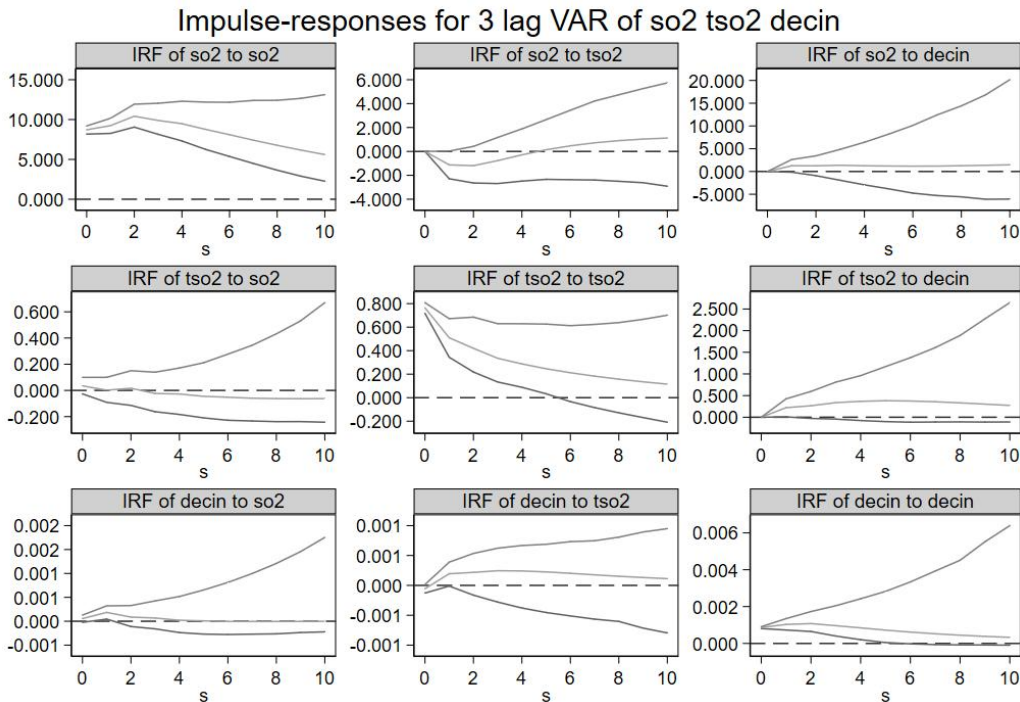 Impulse-responses for 3 lag VAR of so2 tso2 decin
IRF of so2 to so2
15.000
10.000
5.000
0.000
0 2 4 6 8 10
s
IRF of so2 to tso2
6.000
4.000
2.000
0.000
-2.000
-4.000
0 2 4 6 8 10
s
IRF of so2 to decin
20.000
15.000
10.000
5.000
0.000
-5.000
0 2 4 6 8 10
s
IRF of tso2 to so2
0.600
0.400
0.200
0.000
-0.200
0 2 4 6 8 10
s
IRF of tso2 to tso2
0.800
0.600
0.400
0.200
0.000
-0.200
0 2 4 6 8 10
s
IRF of tso2 to decin
2.500
2.000
1.500
1.000
0.500
0.000
0 2 4 6 8 10
s
IRF of decin to so2
0.002
0.002
0.001
0.001
0.000
-0.001
0 2 4 6 8 10
s
IRF of decin to tso2
0.001
0.001
0.000
-0.001
0.001
0 2 4 6 8 10
s
IRF of decin to decin
0.006
0.004
0.002
0.000
0 2 4 6 8 10
s